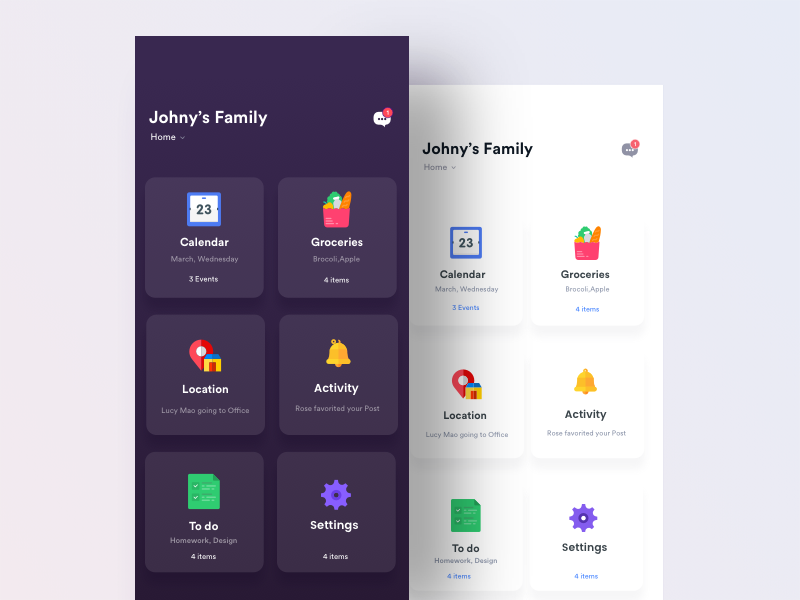 Johny's Family
1
Home
23
Calendar
March, Wednesday
3 Events
Groceries
Brocoli,Apple
4 items
Location
Lucy Mao going to Office
Activity
Rose favorited your Post
To do
Homework, Design
4 items
Settings
4 items
Johny's Family
1
Home
23
Calendar
March, Wednesday
3 Events
Groceries
Brocoli,Apple
4 items
Location
Lucy Mao going to Office
Activity
Rose favorited your Post
To do
Homework, Design
4 items
Settings
4 items